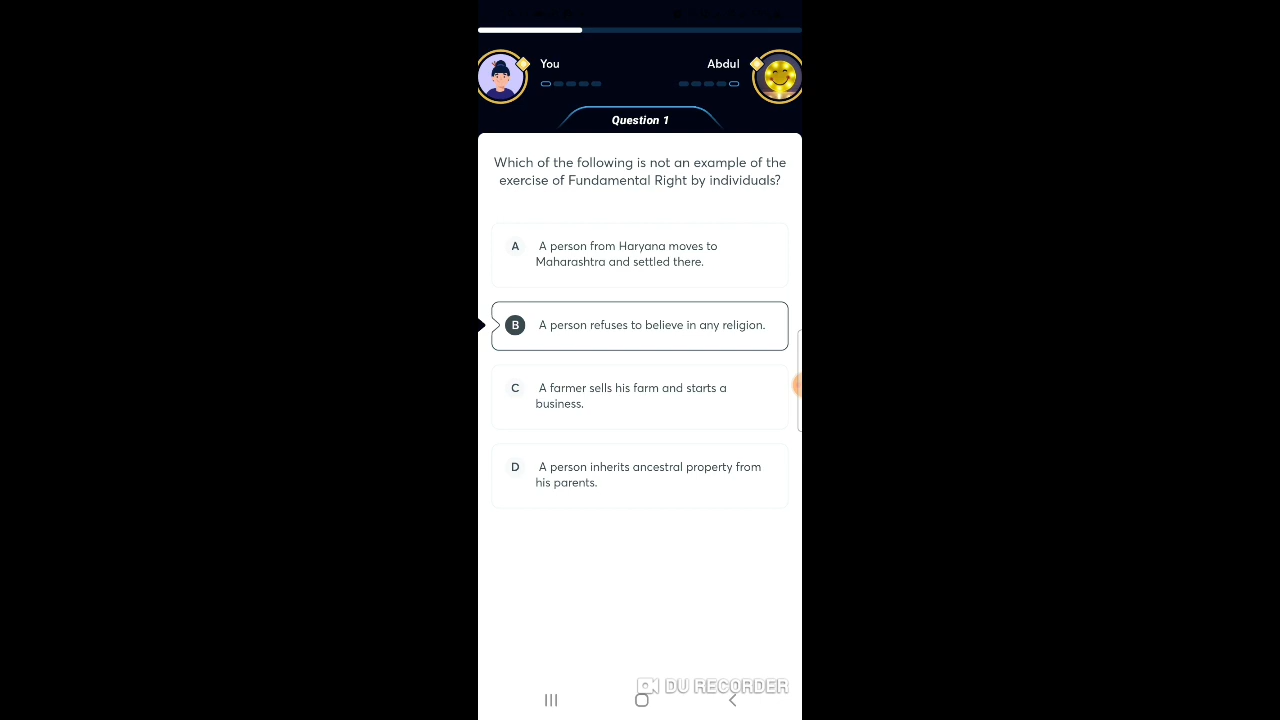 You
Abdul
Question 1
Which of the following is not an example of the
exercise of Fundamental Right by individuals?
A A person from Haryana moves to
Maharashtra and settled there.
B A person refuses to believe in any religion.
C A farmer sells his farm and starts a
business.
D A person inherits ancestral property from
his parents.
DU RECORDER